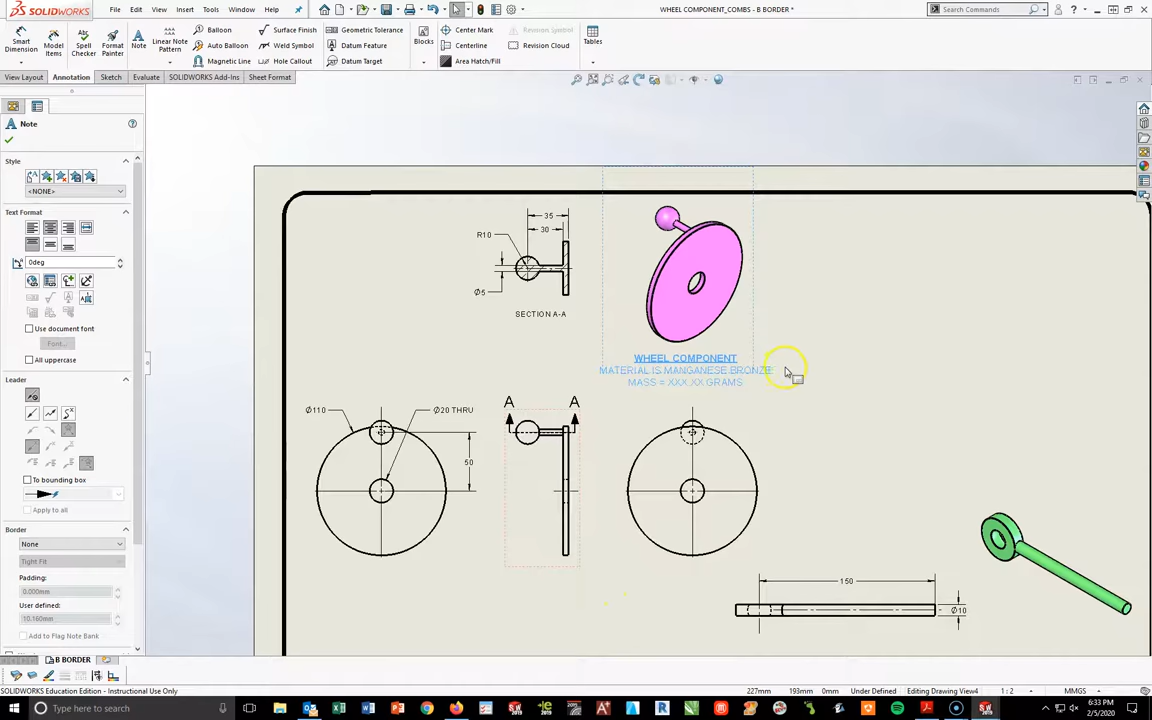 SOLIDWORKS
File Edit View Insert Tools Window Help
WHEEL COMPONENT_COMBS - B BORDER *
Search Commands
Smart Dimension
Model Items
Spell Checker
Format Painter
Note
Linear Note Pattern
Balloon
Auto Balloon
Magnetic Line
Surface Finish
Weld Symbol
Hole Callout
Geometric Tolerance
Datum Feature
Datum Target
Blocks
Center Mark
Centerline
Area Hatch/Fill
Revision Symbol
Revision Cloud
Tables
View Layout Annotation Sketch Evaluate SOLIDWORKS Add-Ins Sheet Format
Note
Style
<NONE>
Text Format
0deg
Use document font
Font...
All uppercase
Leader
To bounding box
Apply to all
Border
None
Tight Fit
Padding:
0.000mm
User defined:
10.160mm
Add to Flag Note Bank
35
30
R10
Ø5
SECTION A-A
WHEEL COMPONENT
MATERIAL IS MANGANESE BRONZE
MASS = XXX.XX GRAMS
A A
Ø110
Ø20 THRU
50
150
Ø10
B BORDER
SOLIDWORKS Education Edition - Instructional Use Only
227mm 193mm 0mm Under Defined Editing Drawing View4 1 : 2 MMGS
Type here to search
6:33 PM
2/5/2020